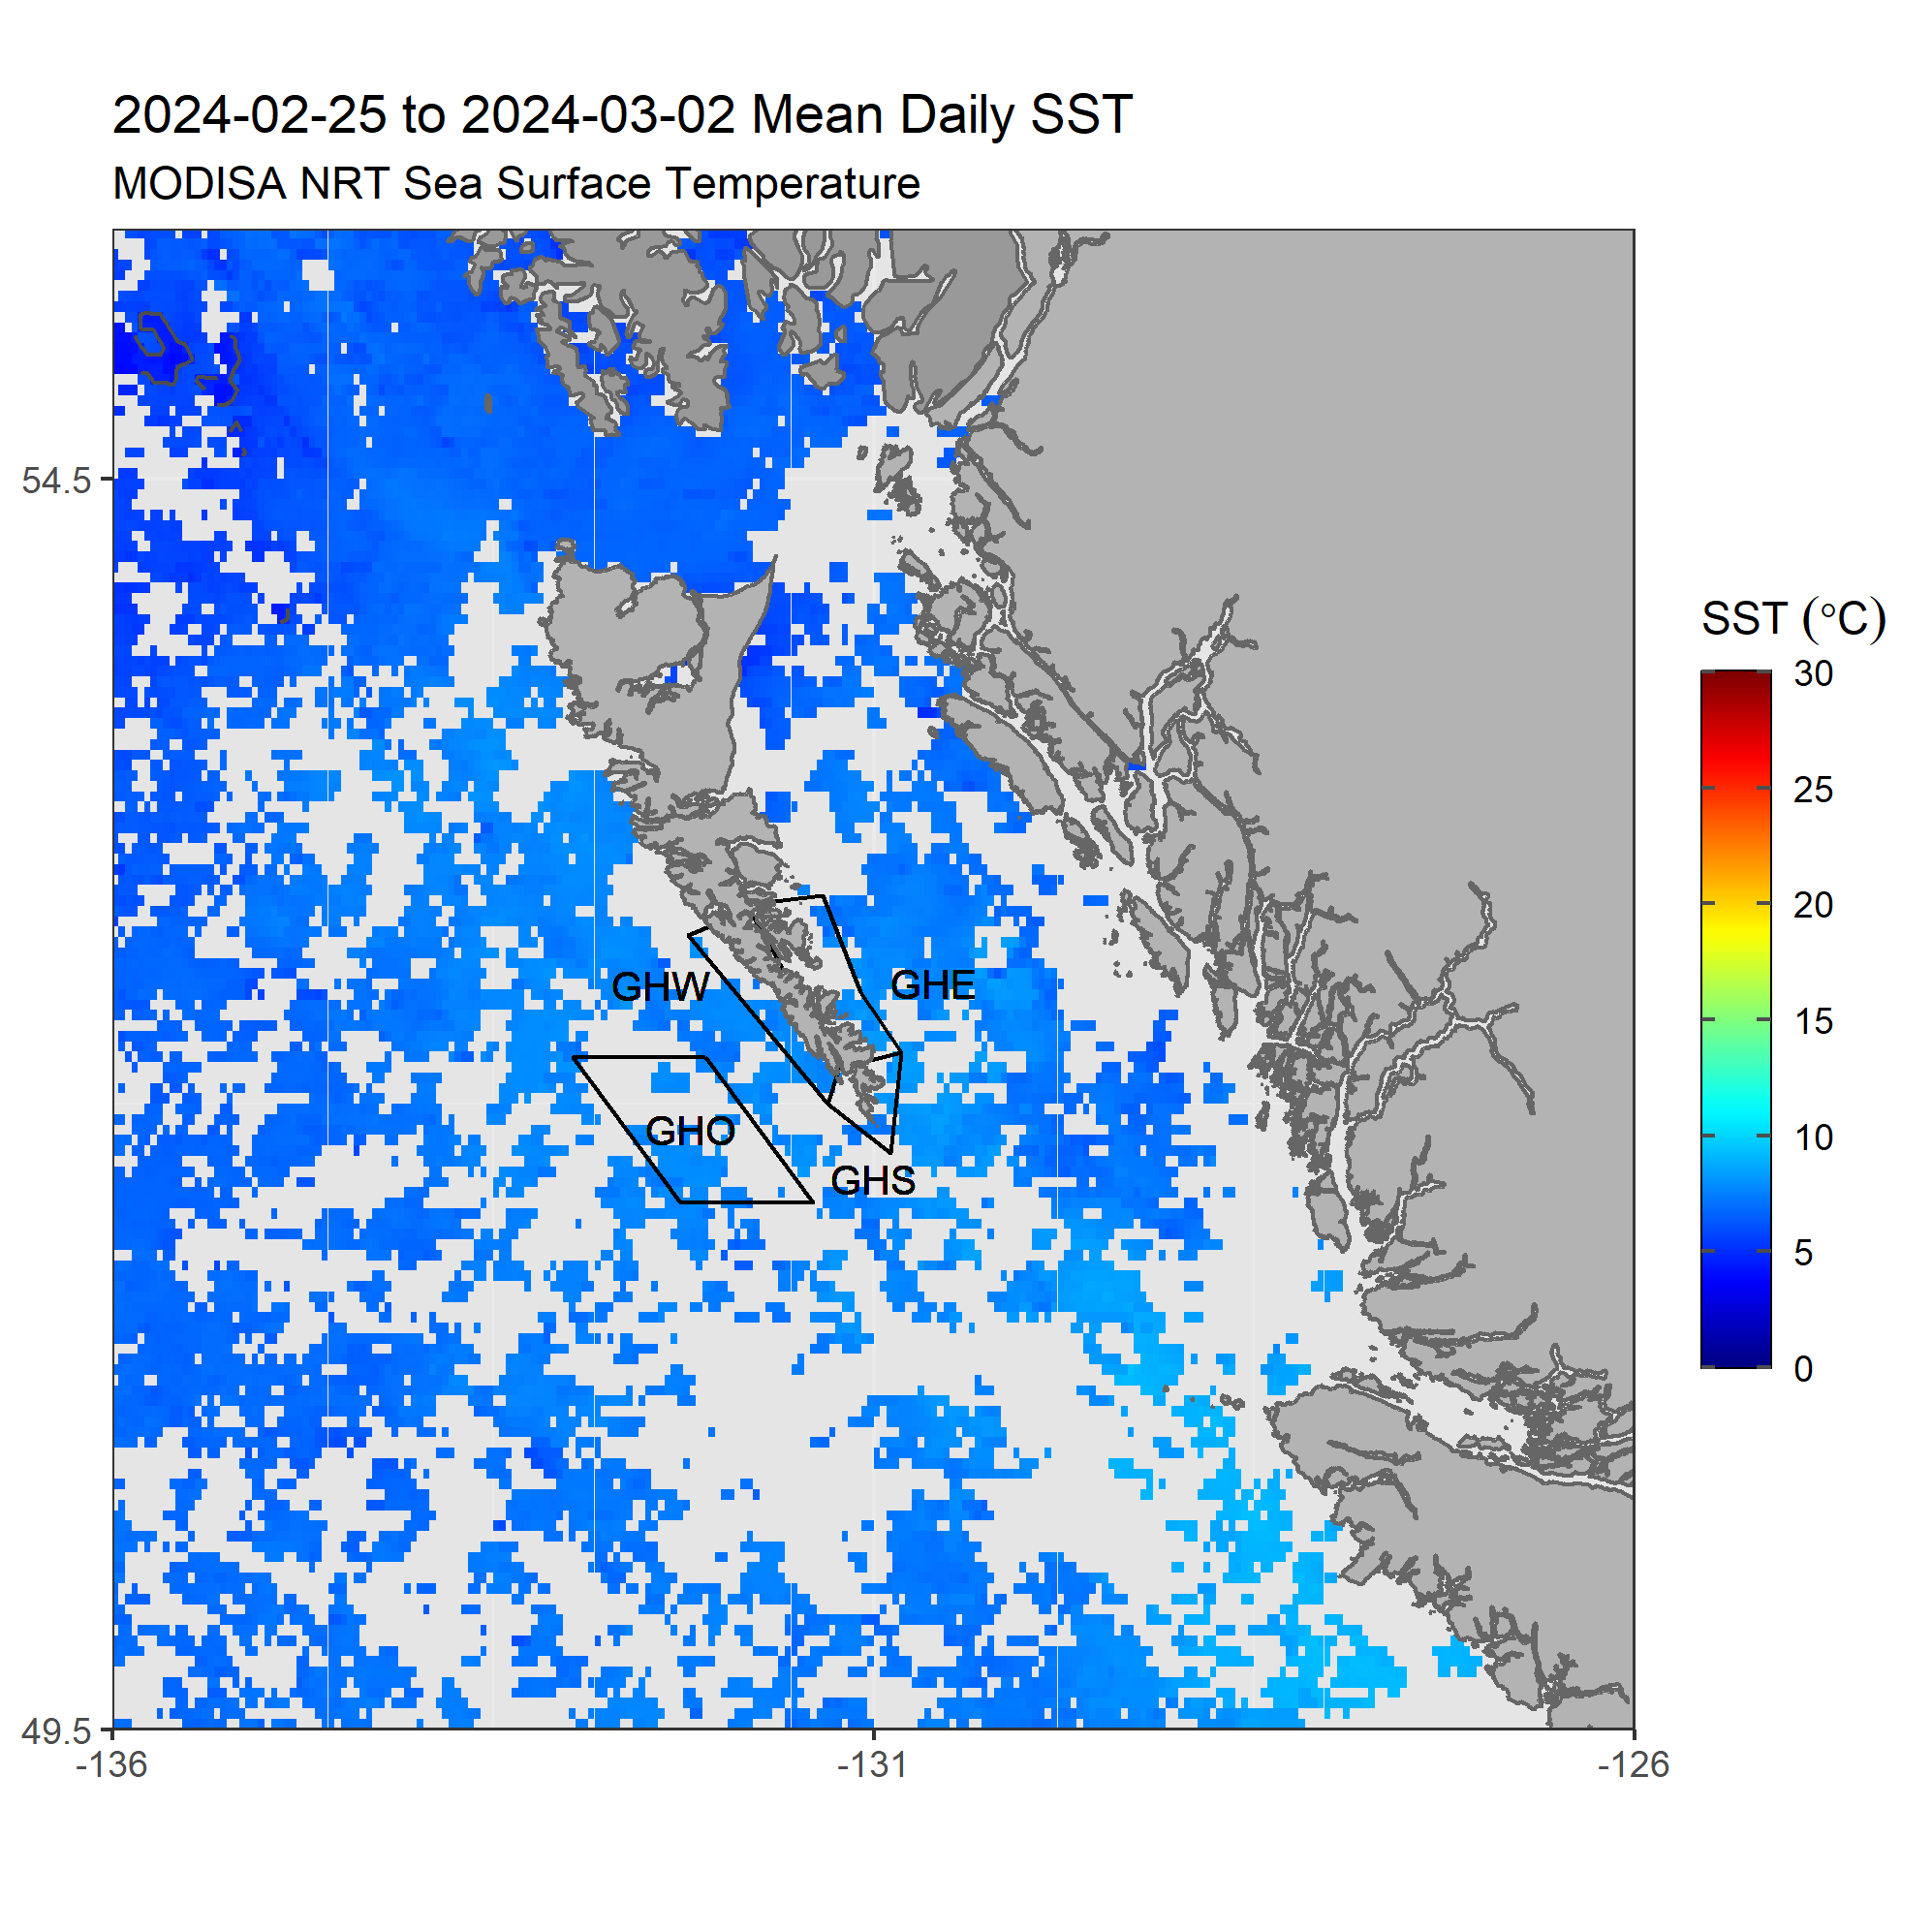 2024-02-25 to 2024-03-02 Mean Daily SST
MODISA NRT Sea Surface Temperature
54.5
49.5
-136
-131
-126
GHW
GHE
GHO
GHS
SST (°C)
30
25
20
15
10
5
0